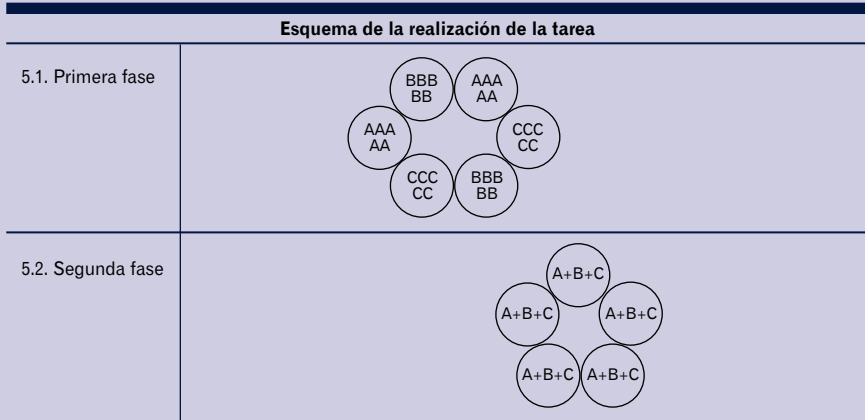 Esquema de la realización de la tarea
5.1. Primera fase
BBB
BB
AAA
AA
AAA
AA
CCC
CC
CCC
CC
BBB
BB
5.2. Segunda fase
A+B+C
A+B+C
A+B+C
A+B+C
A+B+C